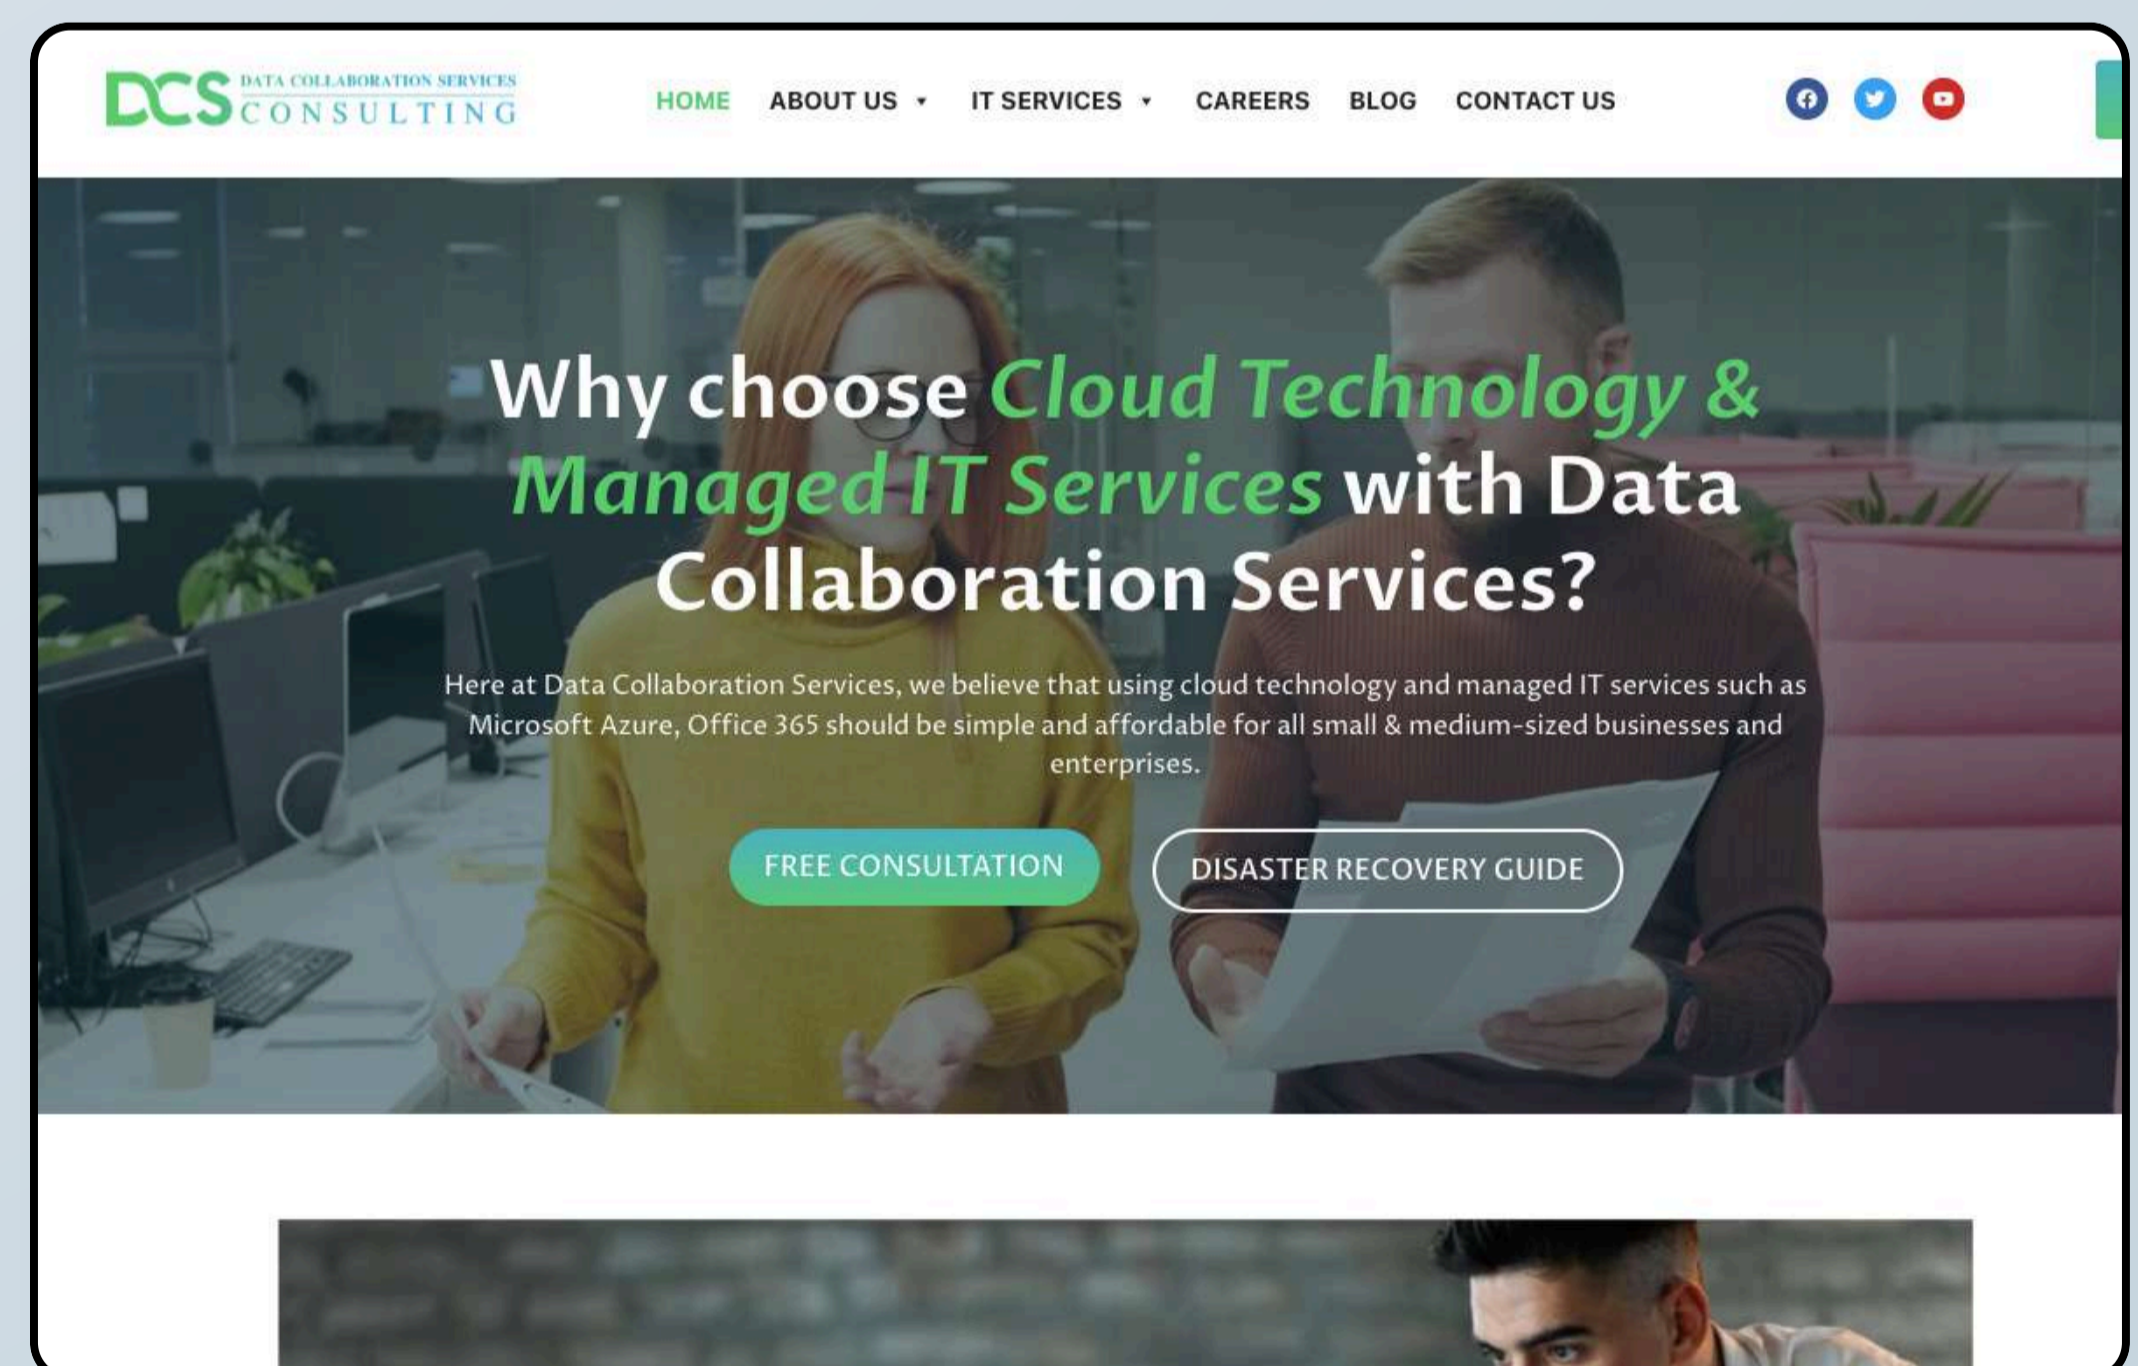 DCS DATA COLLABORATION SERVICES
CONSULTING
HOME ABOUT US IT SERVICES CAREERS BLOG CONTACT US
Why choose Cloud Technology &
Managed IT Services with Data
Collaboration Services?
Here at Data Collaboration Services, we believe that using cloud technology and managed IT services such as
Microsoft Azure, Office 365 should be simple and affordable for all small & medium-sized businesses and
enterprises.
FREE CONSULTATION DISASTER RECOVERY GUIDE